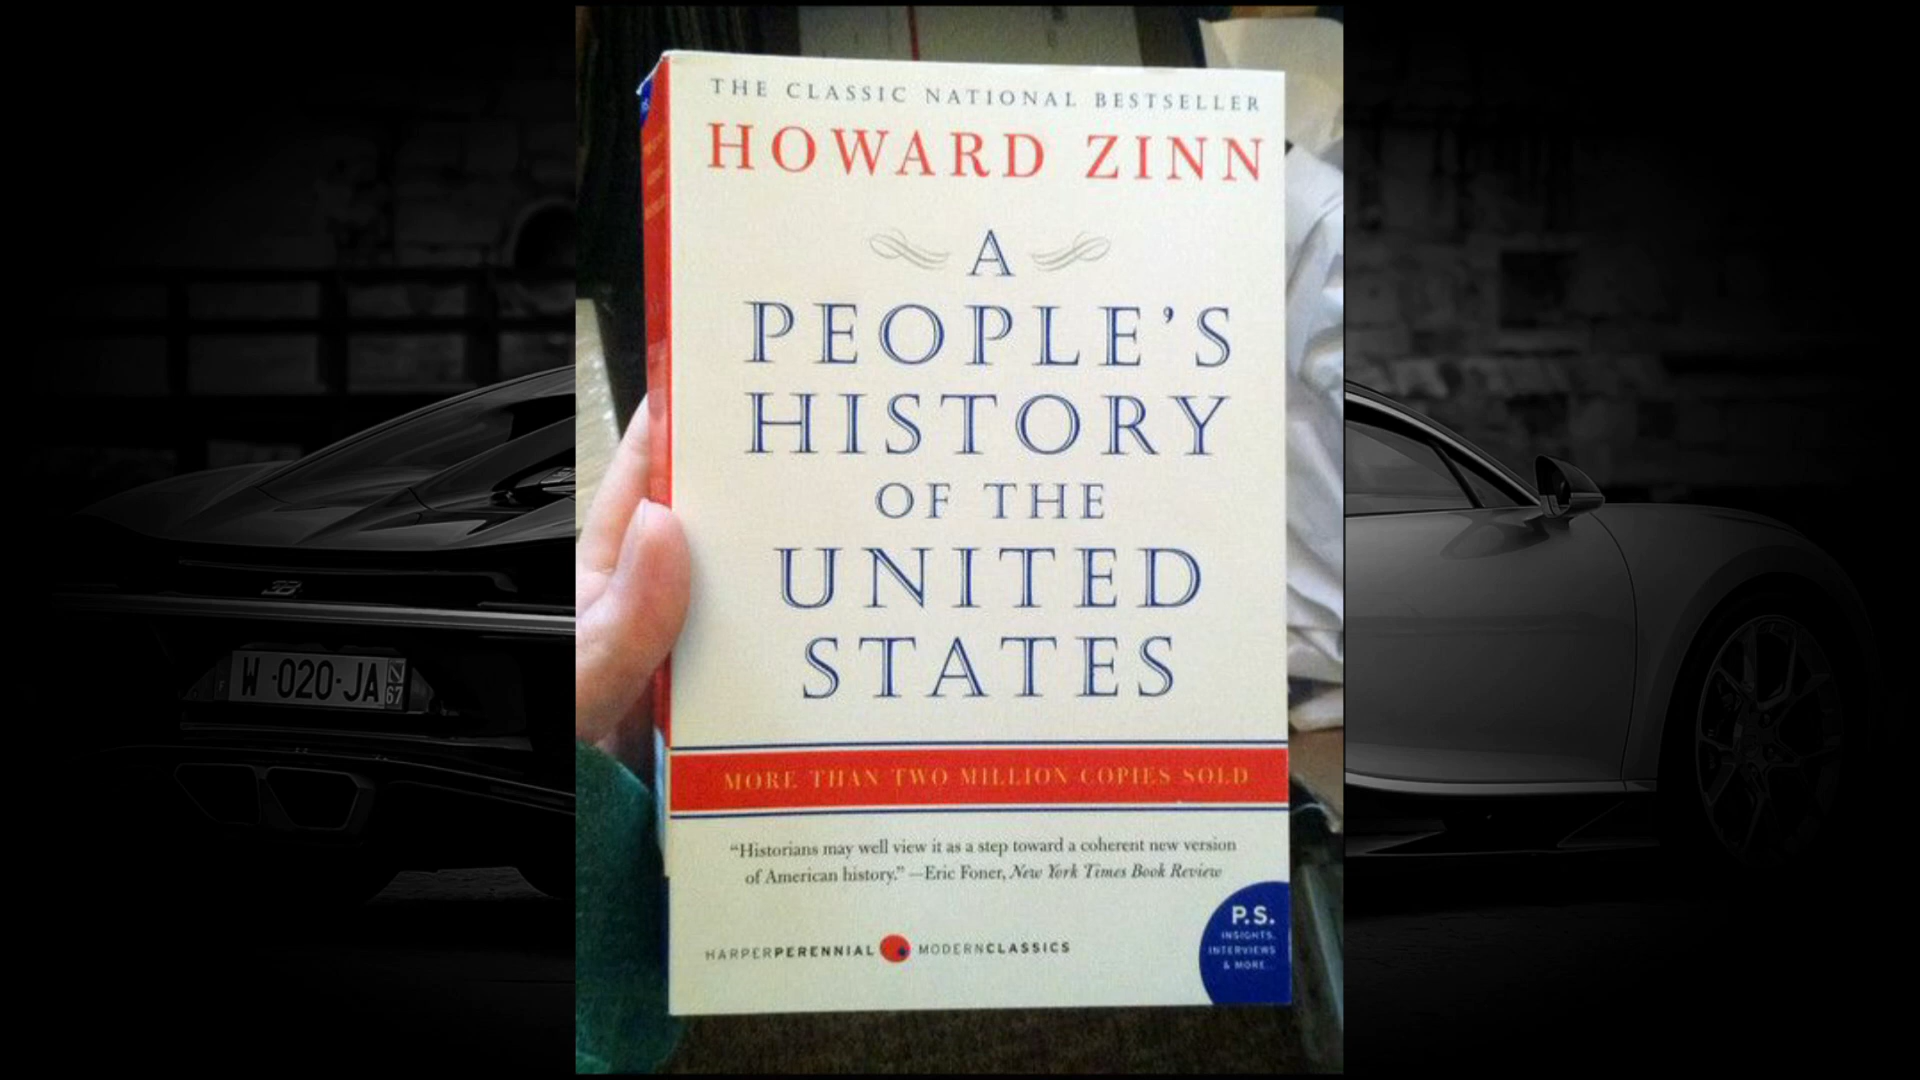 THE CLASSIC NATIONAL BESTSELLER
HOWARD ZINN
A
PEOPLE'S
HISTORY
OF THE
UNITED
STATES
MORE THAN TWO MILLION COPIES SOLD
“Historians may well view it as a step toward a coherent new version
of American history.” —Eric Foner, New York Times Book Review
HARPERPERENNIAL MODERNCLASSICS
P.S.
INSIGHTS,
INTERVIEWS
& MORE...
W-020-JA
67